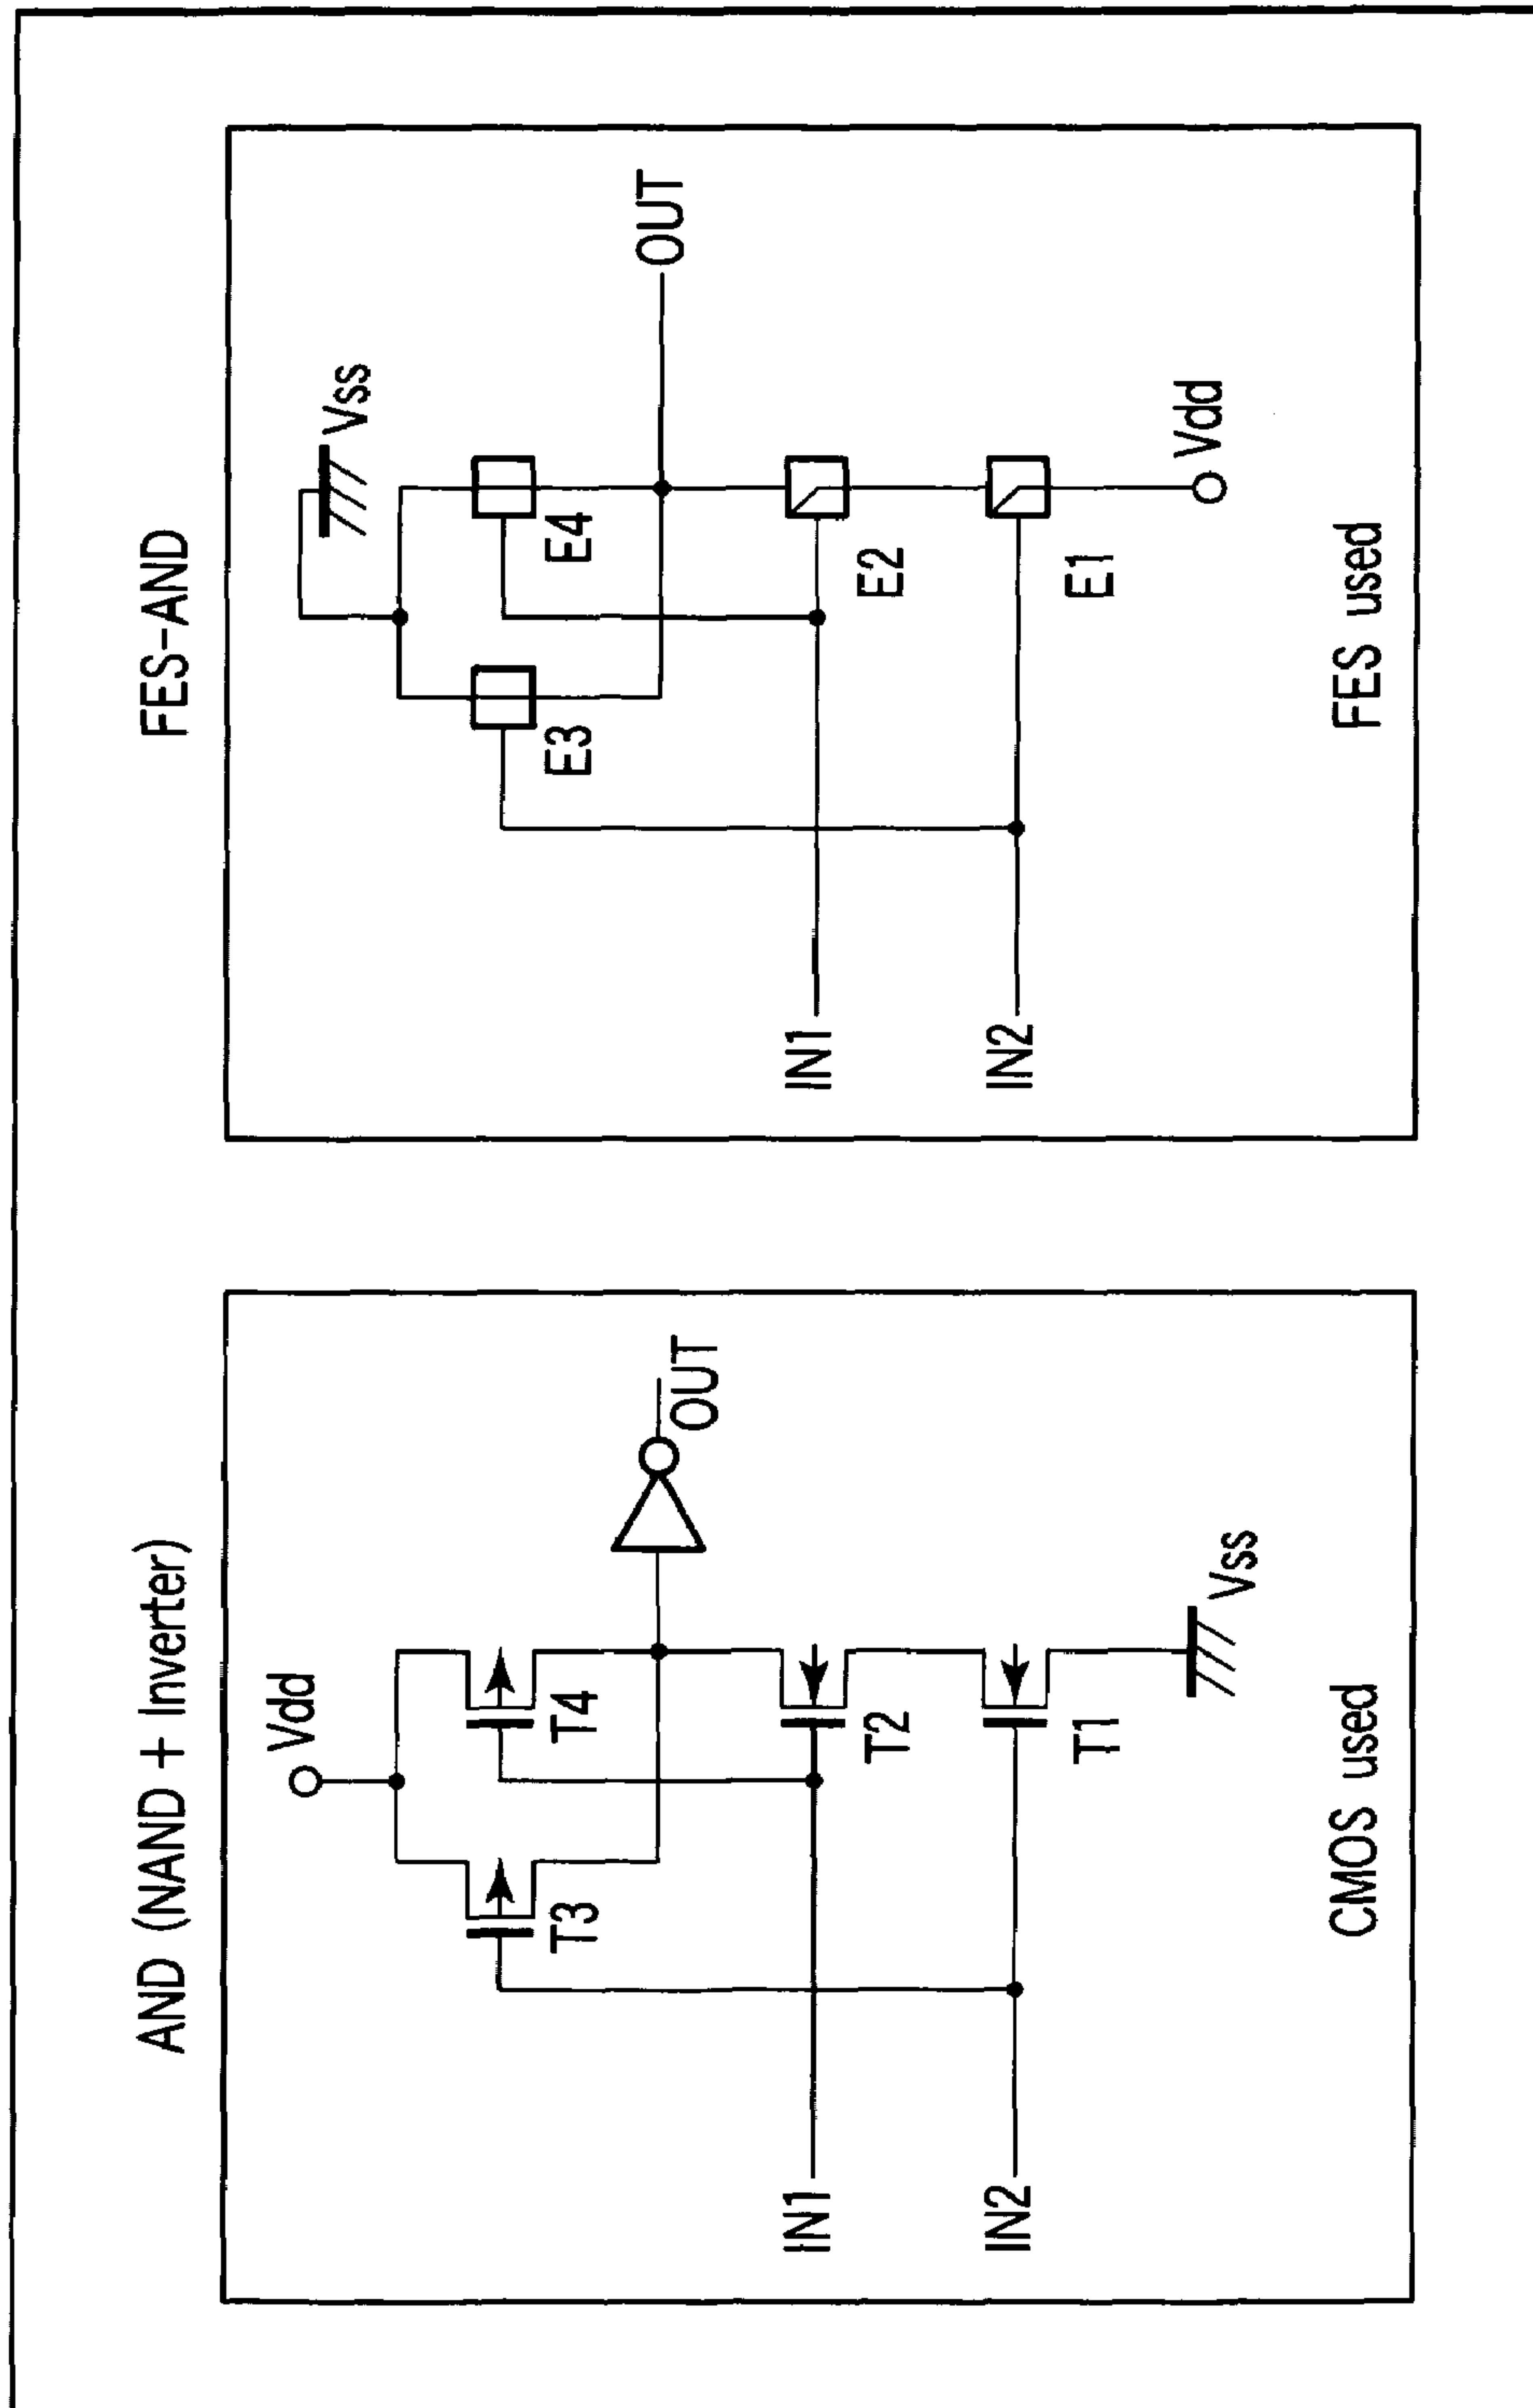 AND (NAND + Inverter)
Vdd
T3
T4
OUT
IN1
T2
IN2
T1
Vss
CMOS used
FES-AND
Vss
E3
E4
OUT
IN1
E2
IN2
E1
Vdd
FES used